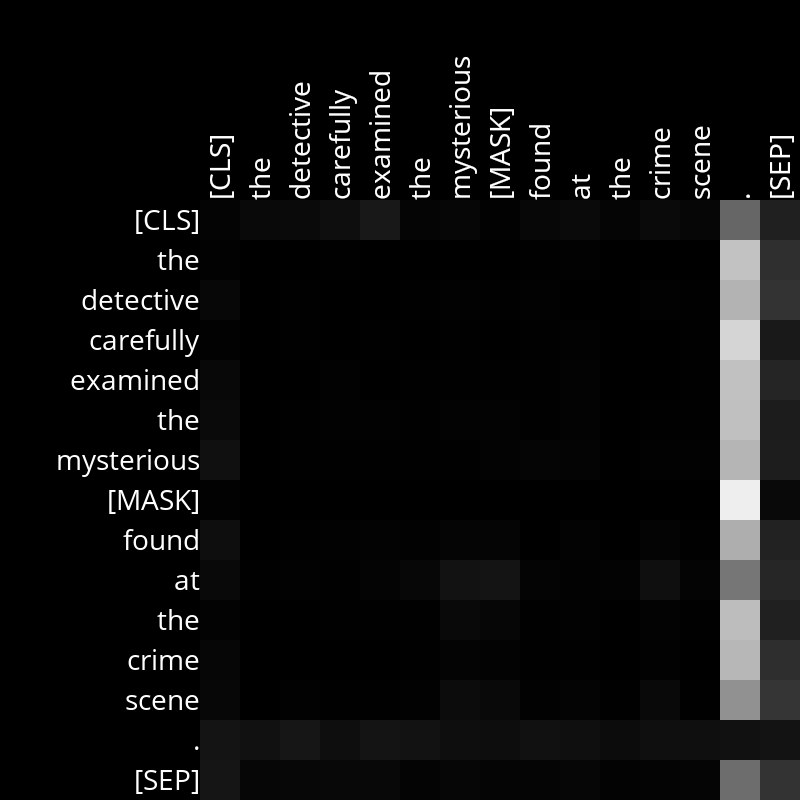 [CLS] the detective carefully examined the mysterious [MASK] found at the crime scene . [SEP]
[CLS]
the
detective
carefully
examined
the
mysterious
[MASK]
found
at
the
crime
scene
.
[SEP]